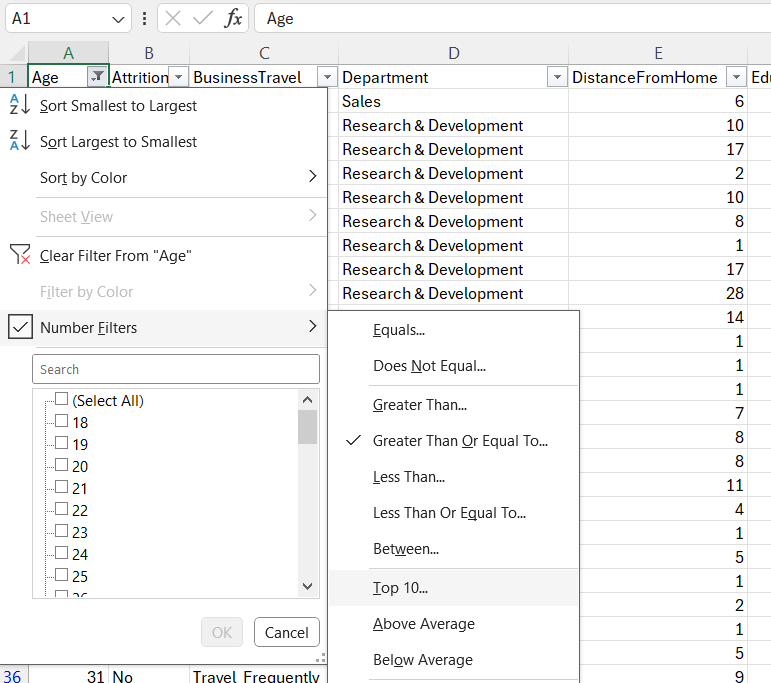 A1
fx Age
A B C D E
1 Age Attrition BusinessTravel Department DistanceFromHome
Sort Smallest to Largest
Sort Largest to Smallest
Sort by Color
Sheet View
Clear Filter From "Age"
Filter by Color
Number Filters
Search
(Select All)
18
19
20
21
22
23
24
25
OK Cancel
Equals...
Does Not Equal...
Greater Than...
Greater Than Or Equal To...
Less Than...
Less Than Or Equal To...
Between...
Top 10...
Above Average
Below Average
Sales 6
Research & Development 10
Research & Development 17
Research & Development 2
Research & Development 10
Research & Development 8
Research & Development 1
Research & Development 17
Research & Development 28
14
1
1
1
7
8
8
11
4
1
5
1
2
1
5
36 31 No Travel_Frequently 9